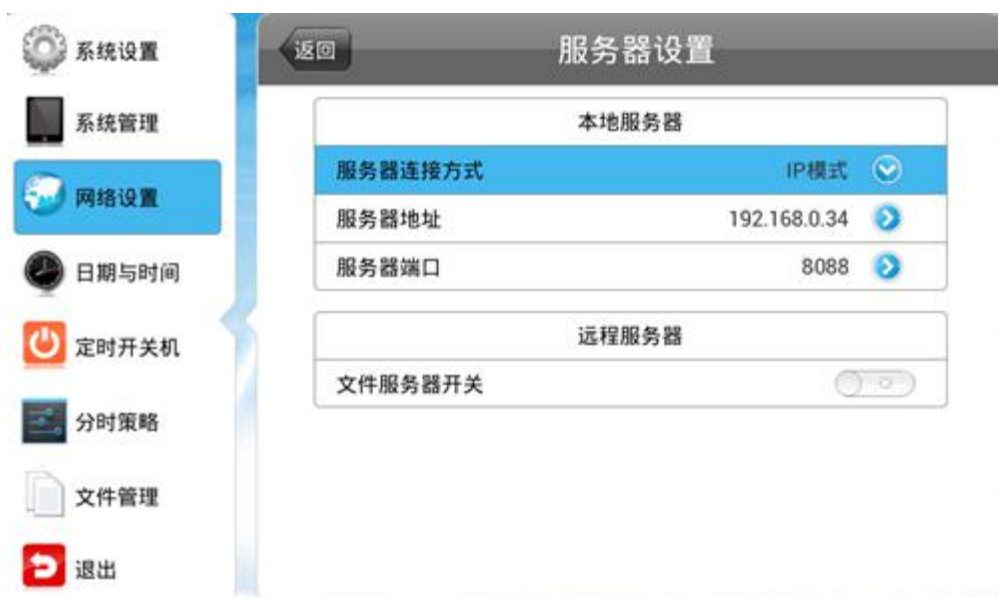 系统设置
系统管理
网络设置
日期与时间
定时开关机
分时策略
文件管理
退出
返回
服务器设置
本地服务器
服务器连接方式 IP模式
服务器地址 192.168.0.34
服务器端口 8088
远程服务器
文件服务器开关